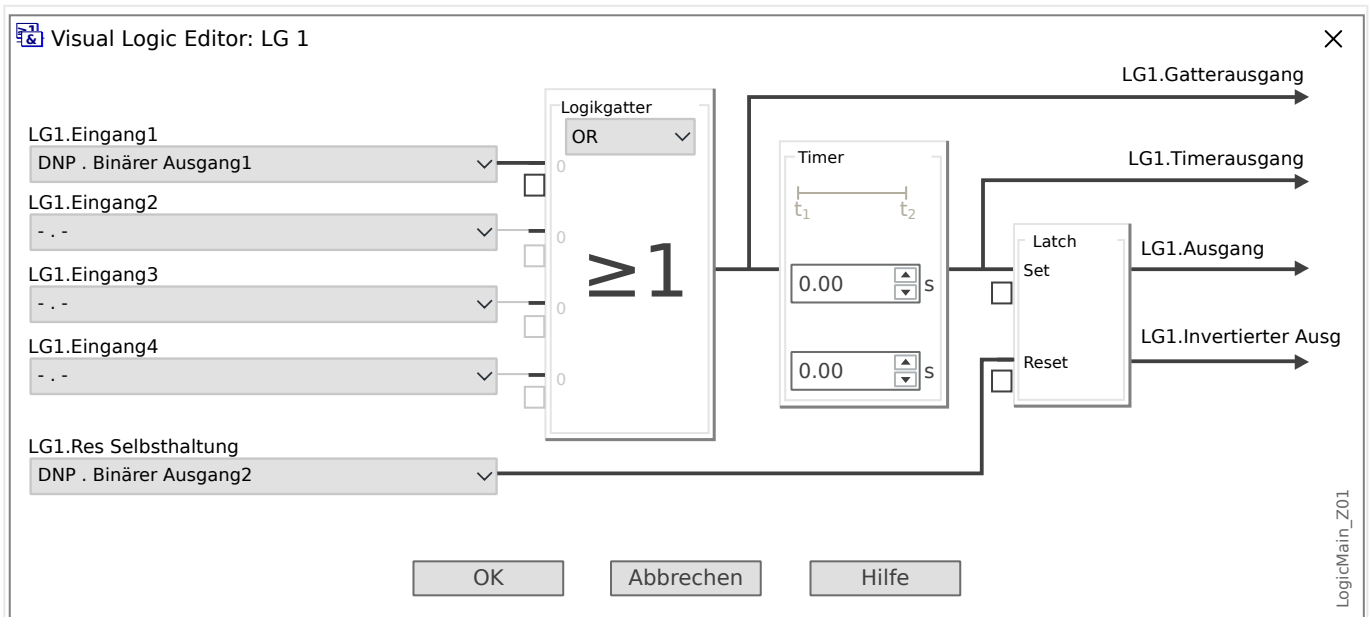 Visual Logic Editor: LG 1
LG1.Gatterausgang
Logikgatter
OR
LG1.Eingang1
DNP . Binärer Ausgang1
0
Timer
LG1.Timerausgang
t1 t2
LG1.Eingang2
- . -
0
≥1
Latch
LG1.Ausgang
Set
LG1.Eingang3
- . -
0
0.00 s
LG1.Invertierter Ausg
LG1.Eingang4
- . -
0
0.00 s
Reset
LG1.Res Selbsthaltung
DNP . Binärer Ausgang2
OK
Abbrechen
Hilfe
LogicMain_Z01